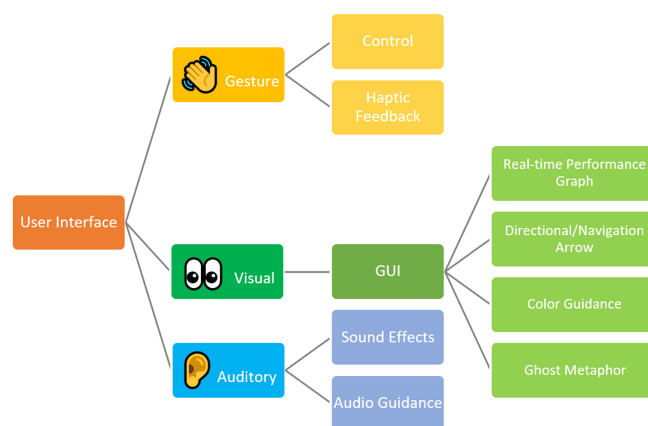 User Interface
Gesture
Control
Haptic
Feedback
Visual
GUI
Real-time Performance
Graph
Directional/Navigation
Arrow
Color Guidance
Ghost Metaphor
Auditory
Sound Effects
Audio Guidance